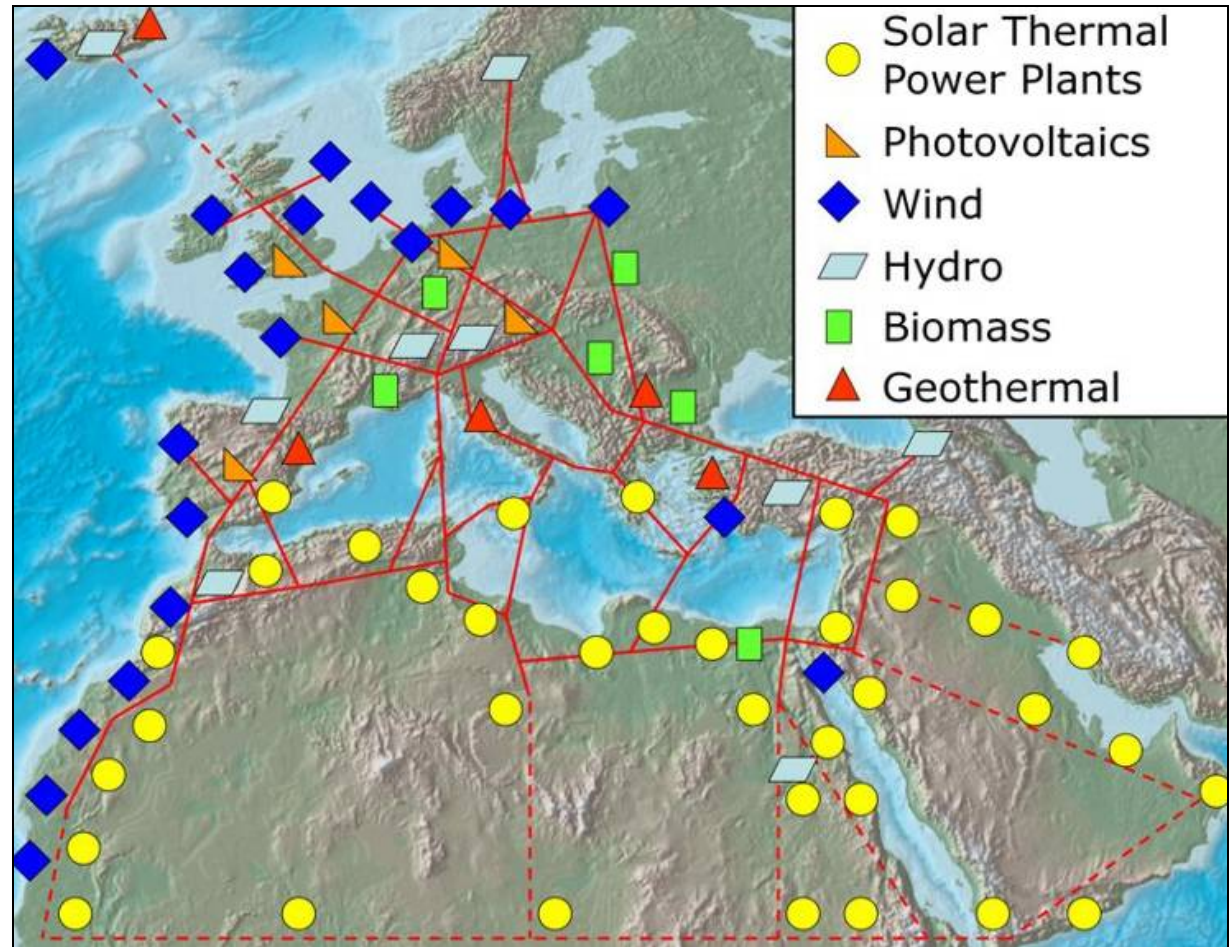 Solar Thermal
Power Plants
Photovoltaics
Wind
Hydro
Biomass
Geothermal